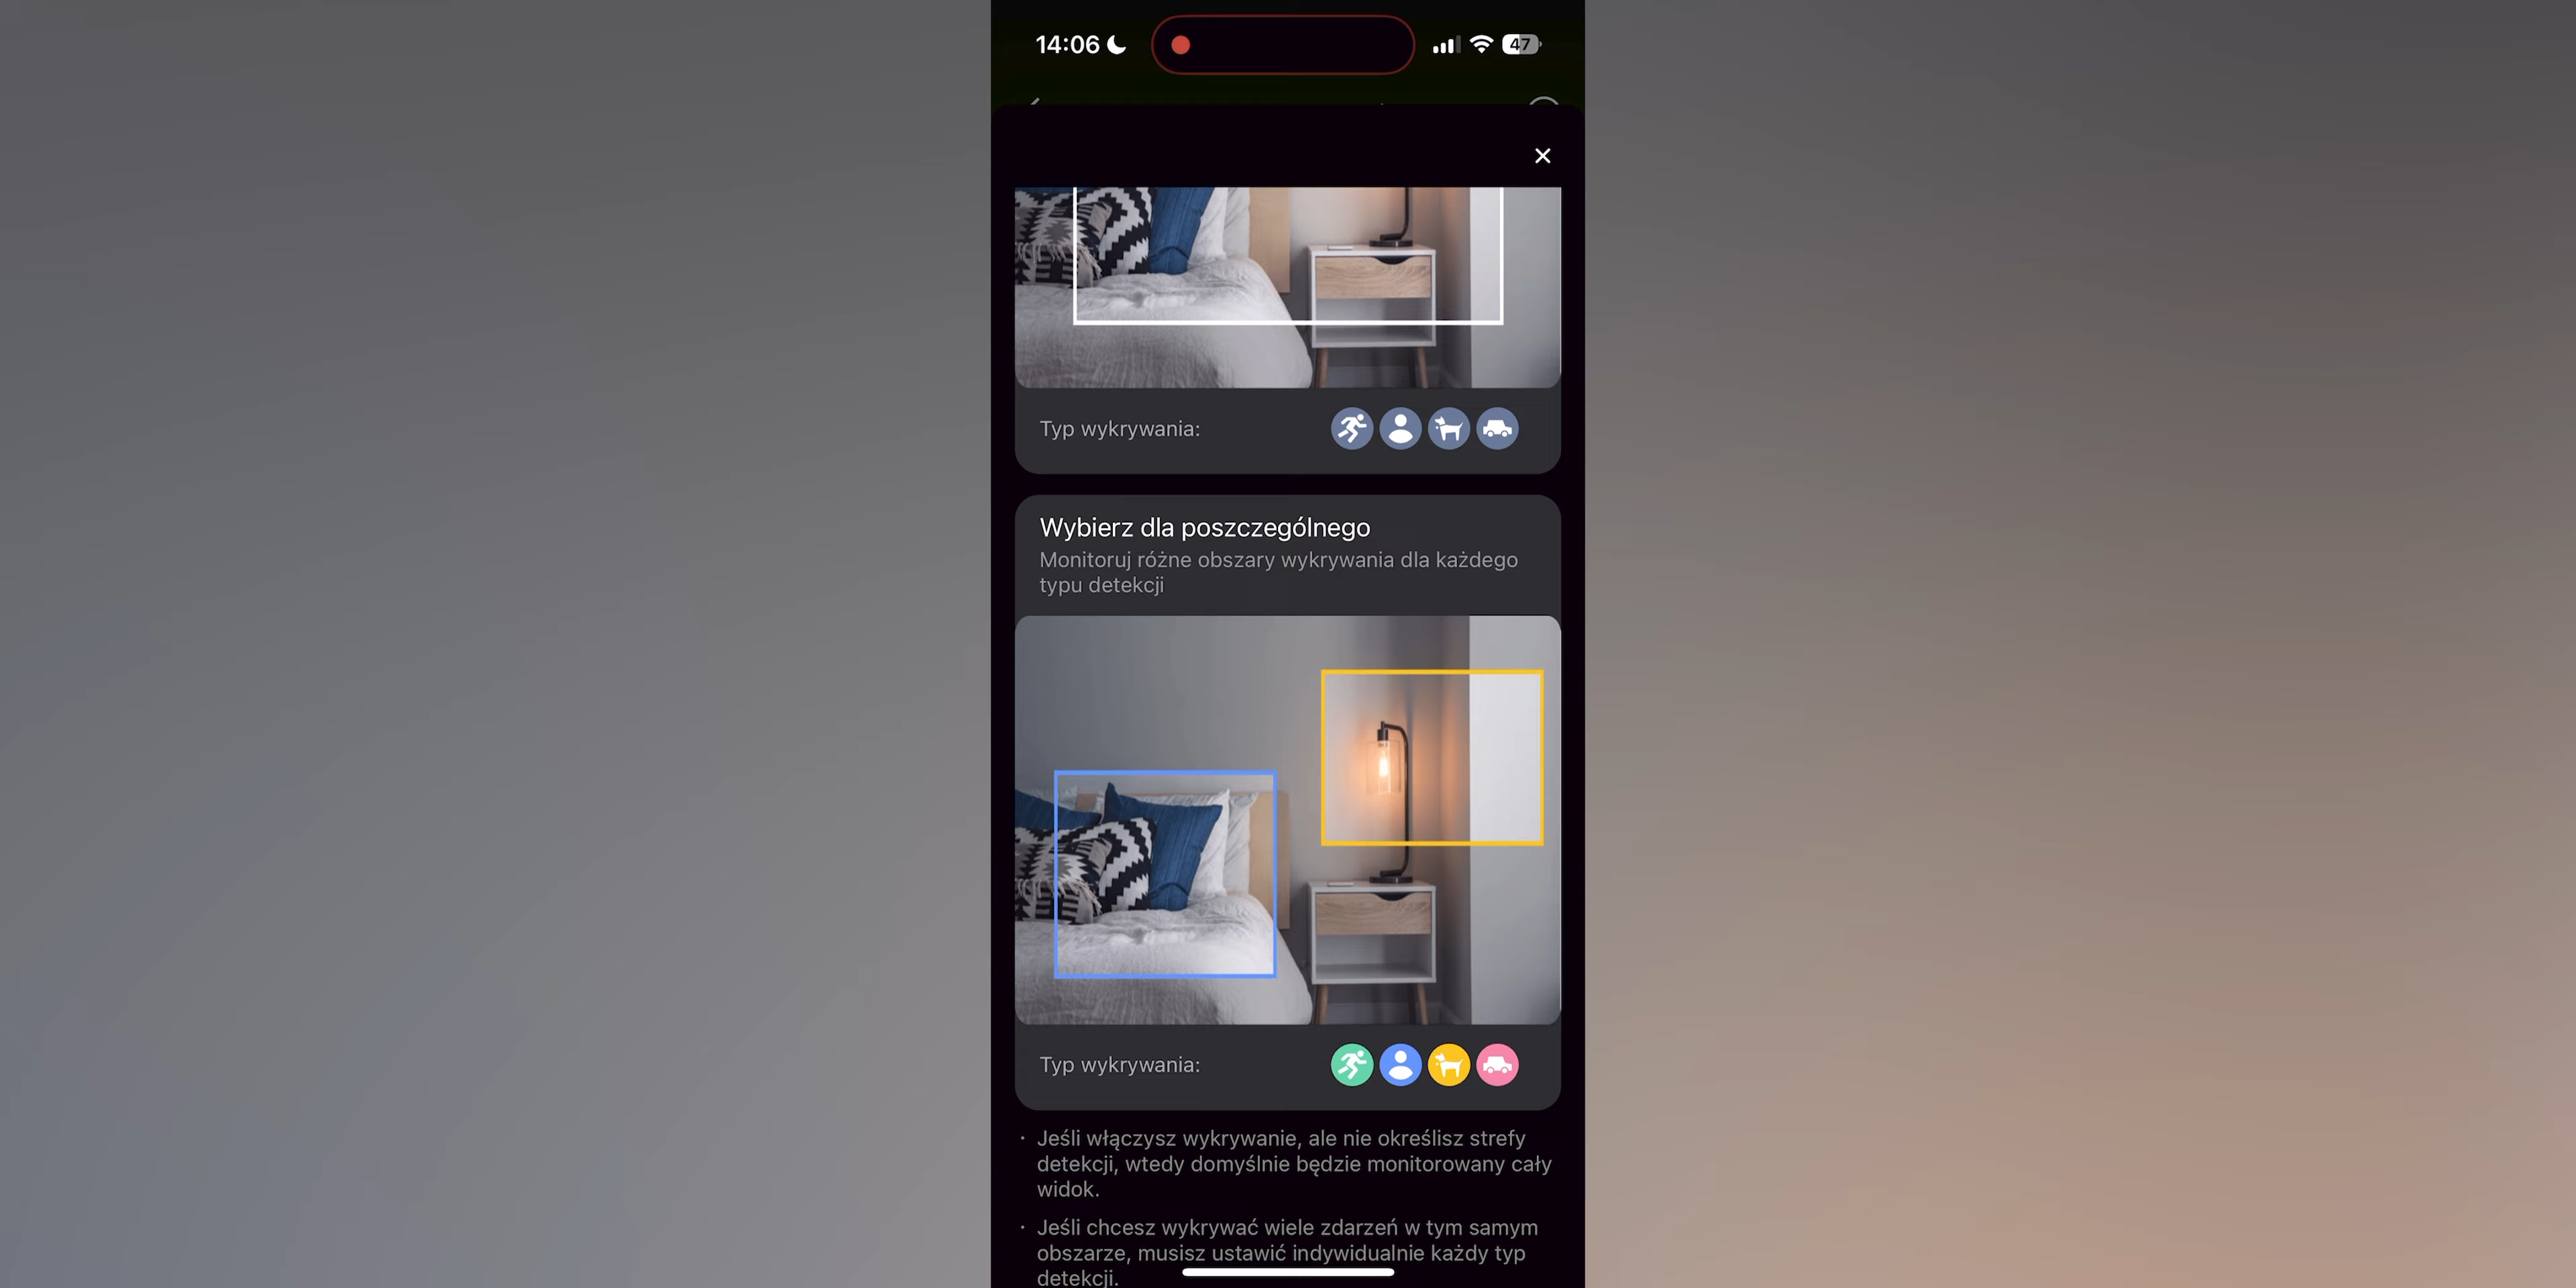 14:06
47
Typ wykrywania:
Wybierz dla poszczególnego
Monitoruj różne obszary wykrywania dla każdego
typu detekcji
Typ wykrywania:
· Jeśli włączysz wykrywanie, ale nie określisz strefy
detekcji, wtedy domyślnie będzie monitorowany cały
widok.
· Jeśli chcesz wykrywać wiele zdarzeń w tym samym
obszarze, musisz ustawić indywidualnie każdy typ
detekcji.